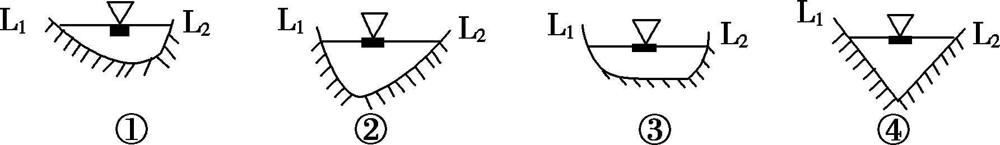 L₁ L₂ L₁ L₂ L₁ L₂ L₁ L₂
① ② ③ ④